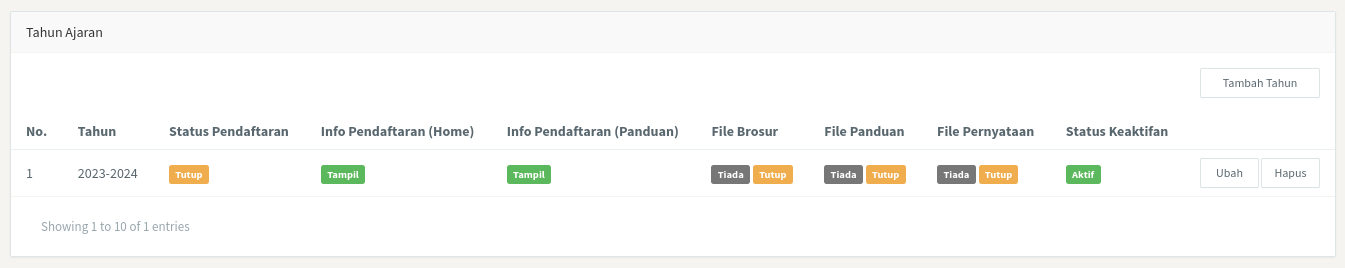 Tahun Ajaran
Tambah Tahun
No. Tahun Status Pendaftaran Info Pendaftaran (Home) Info Pendaftaran (Panduan) File Brosur File Panduan File Pernyataan Status Keaktifan
1 2023-2024 Tutup Tampil Tampil Tiada Tutup Tiada Tutup Tiada Tutup Aktif Ubah Hapus
Showing 1 to 10 of 1 entries